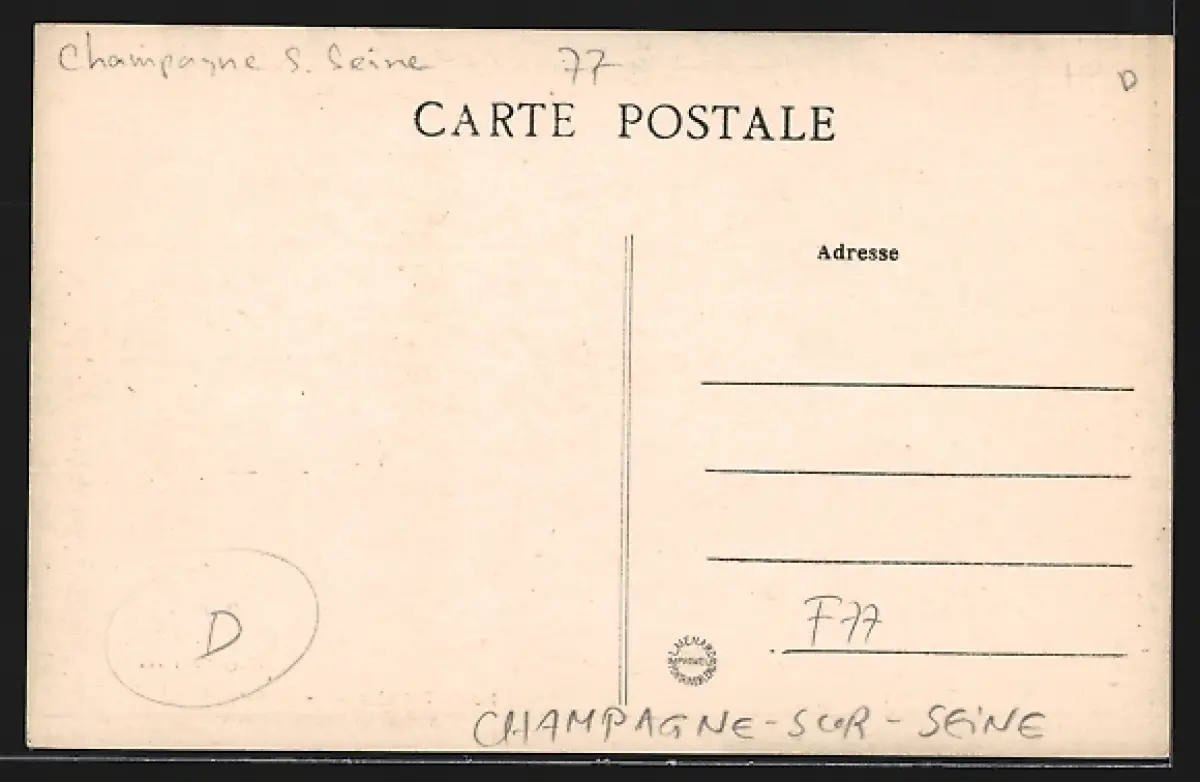 Champagne S. Seine 77 D
CARTE POSTALE
Adresse
F77
D
CHAMPAGNE-SUR-SEINE